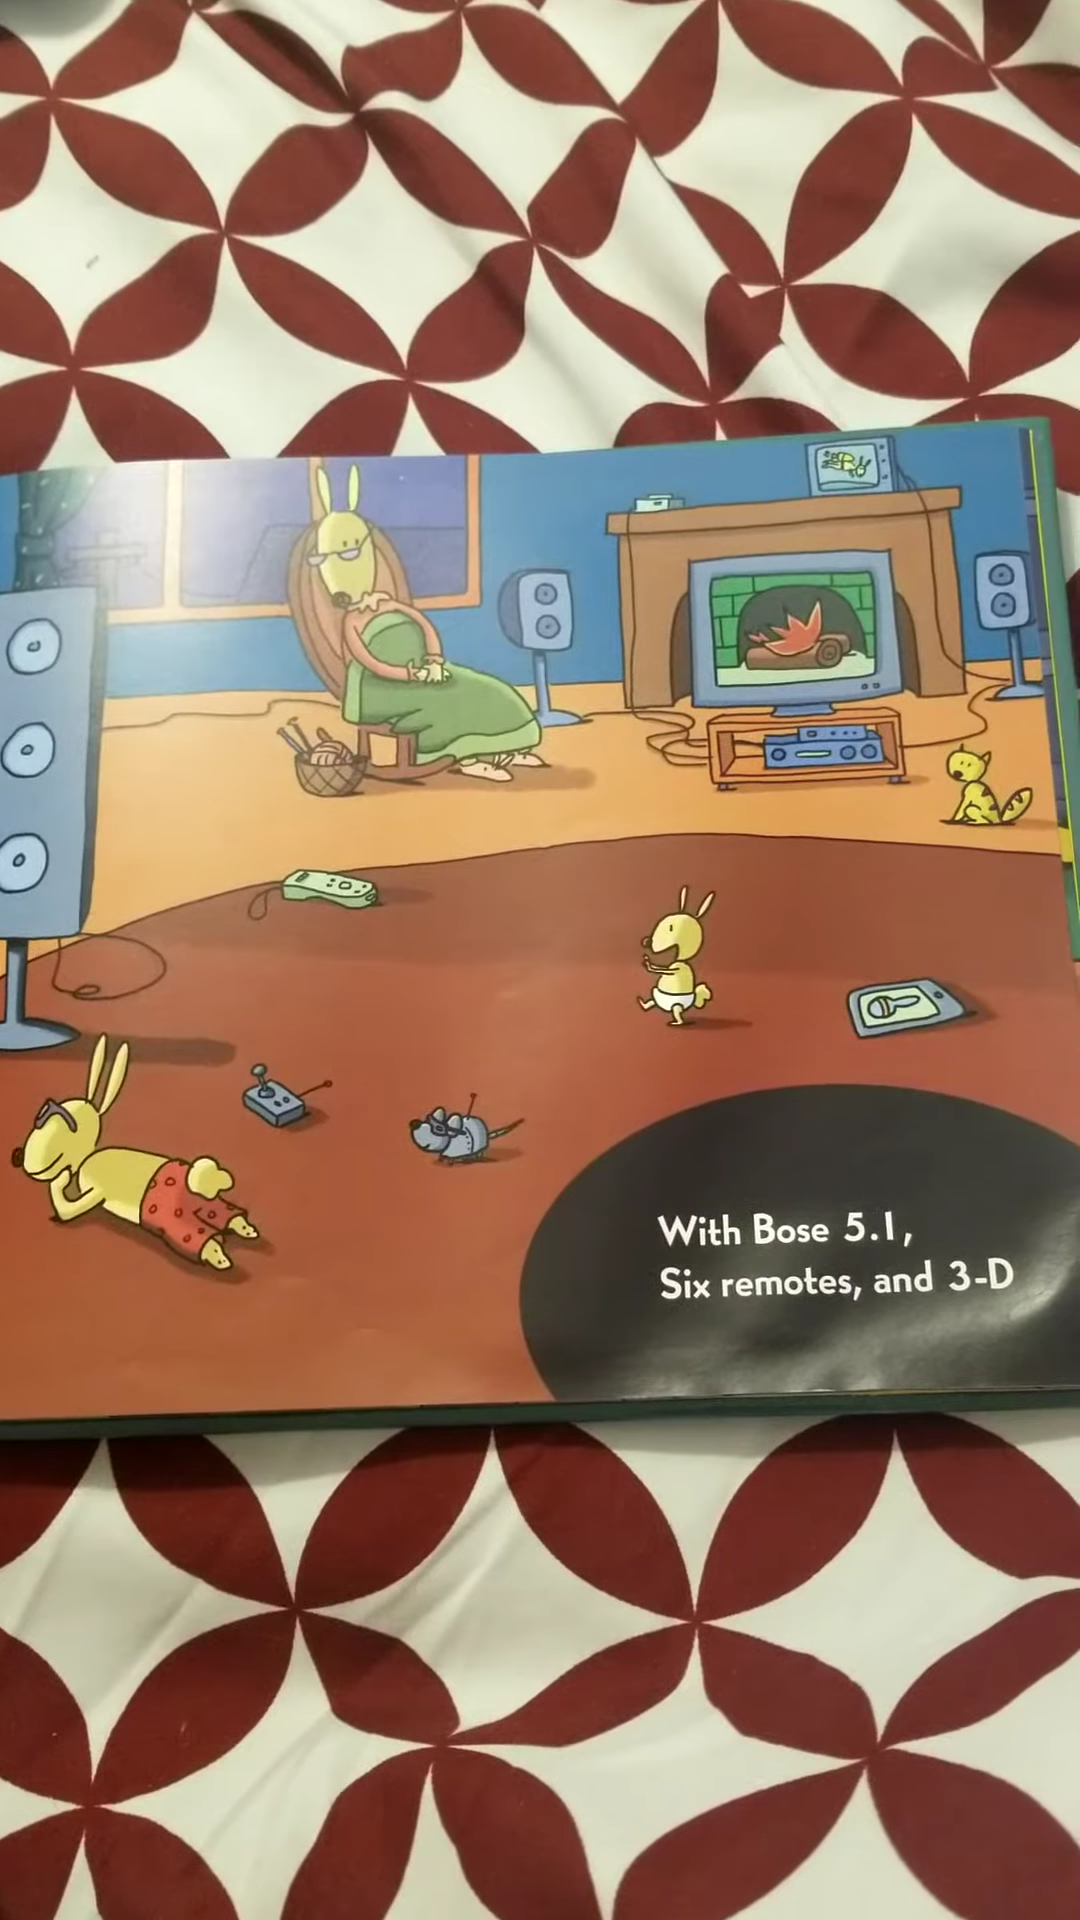 With Bose 5.1,
Six remotes, and 3-D